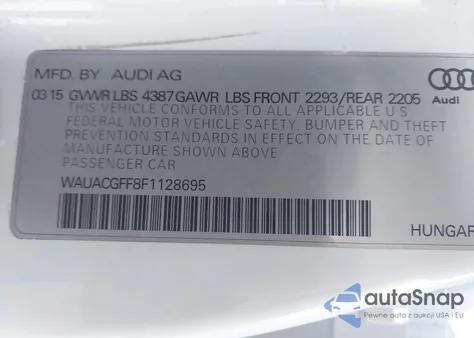 MFD. BY AUDI AG
03 15 GVWR LBS 4387 GAWR LBS FRONT 2293/REAR 2205
Audi
THIS VEHICLE CONFORMS TO ALL APPLICABLE U S
FEDERAL MOTOR VEHICLE SAFETY, BUMPER AND THEFT
PREVENTION STANDARDS IN EFFECT ON THE DATE OF
MANUFACTURE SHOWN ABOVE
PASSENGER CAR
WAUACGFF8F1128695
HUNGAR
autoSnap
Pewne auta z aukcji USA i EU